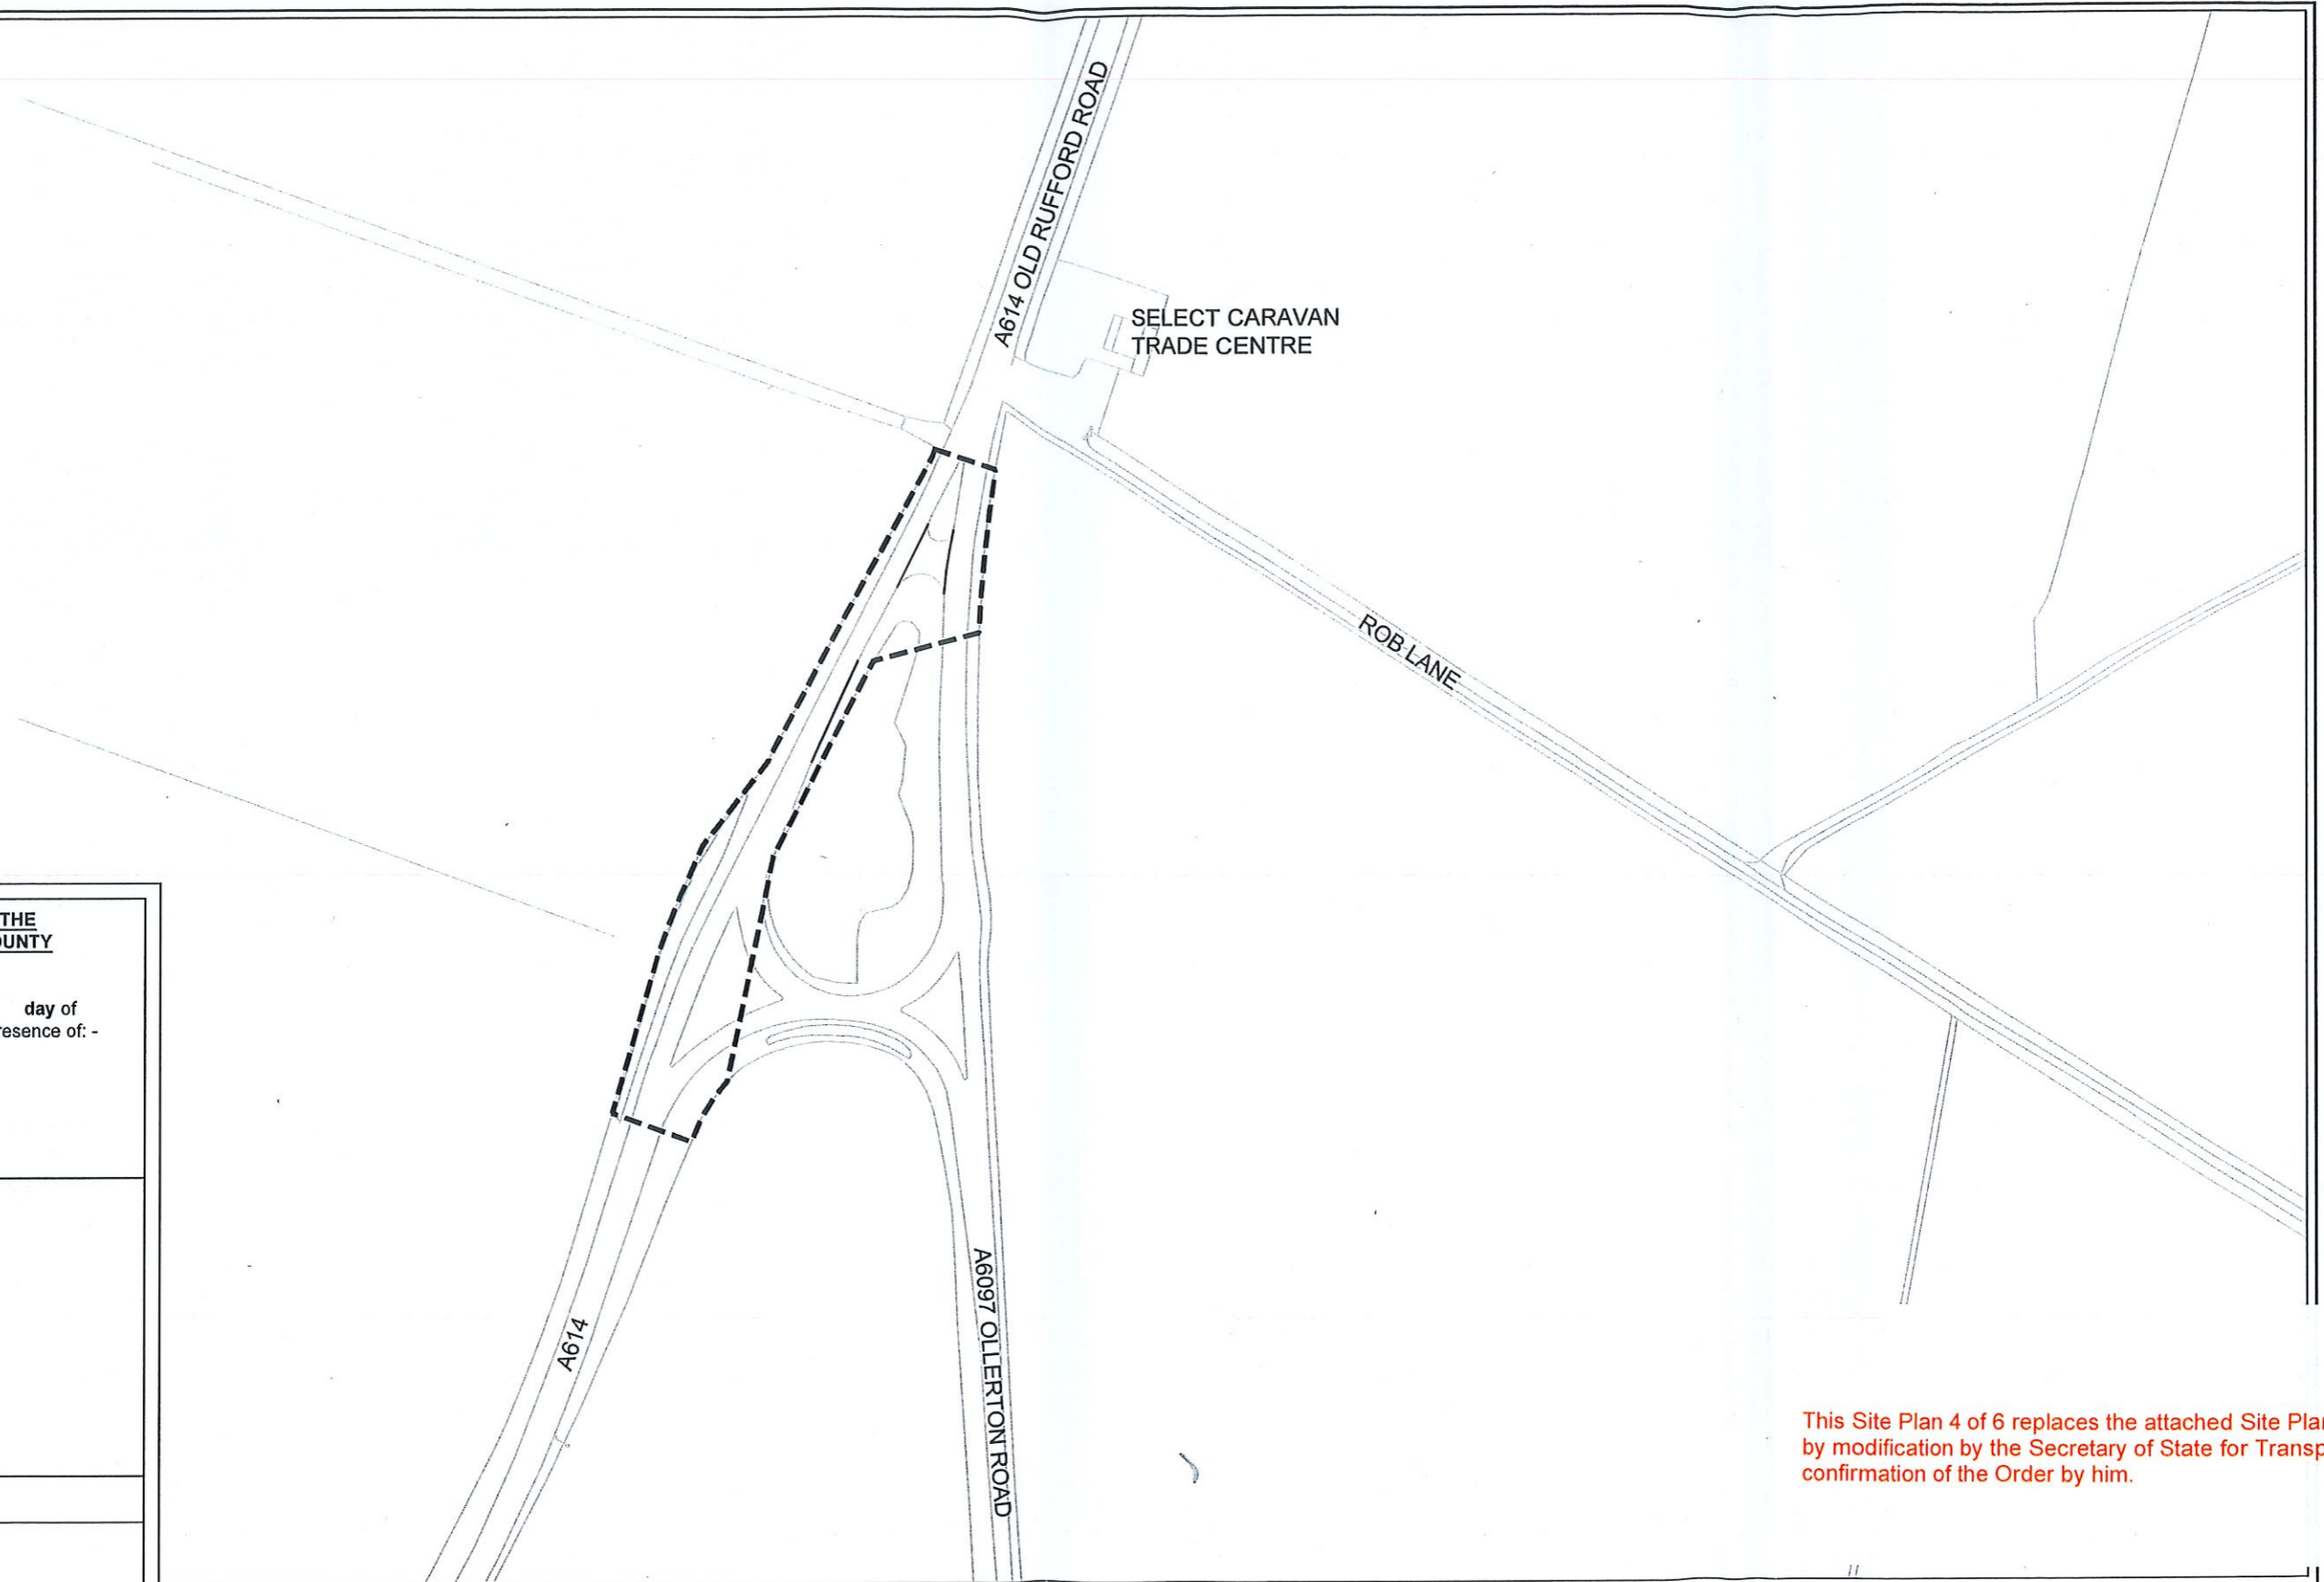 A614 OLD RUFFORD ROAD
SELECT CARAVAN
TRADE CENTRE
ROB LANE
THE
OUNTY
day of
resence of: -
A614
A6097 OLLERTON ROAD
This Site Plan 4 of 6 replaces the attached Site Plan
by modification by the Secretary of State for Transp
confirmation of the Order by him.